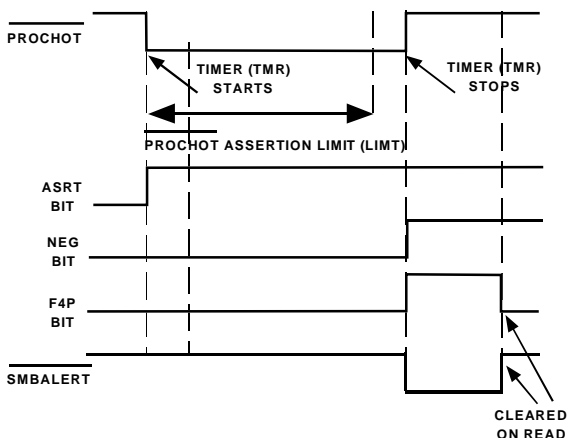 PROCHOT
TIMER (TMR)
STARTS
TIMER (TMR)
STOPS
PROCHOT ASSERTION LIMIT (LIMT)
ASRT
BIT
NEG
BIT
F4P
BIT
SMBALERT
CLEARED
ON READ